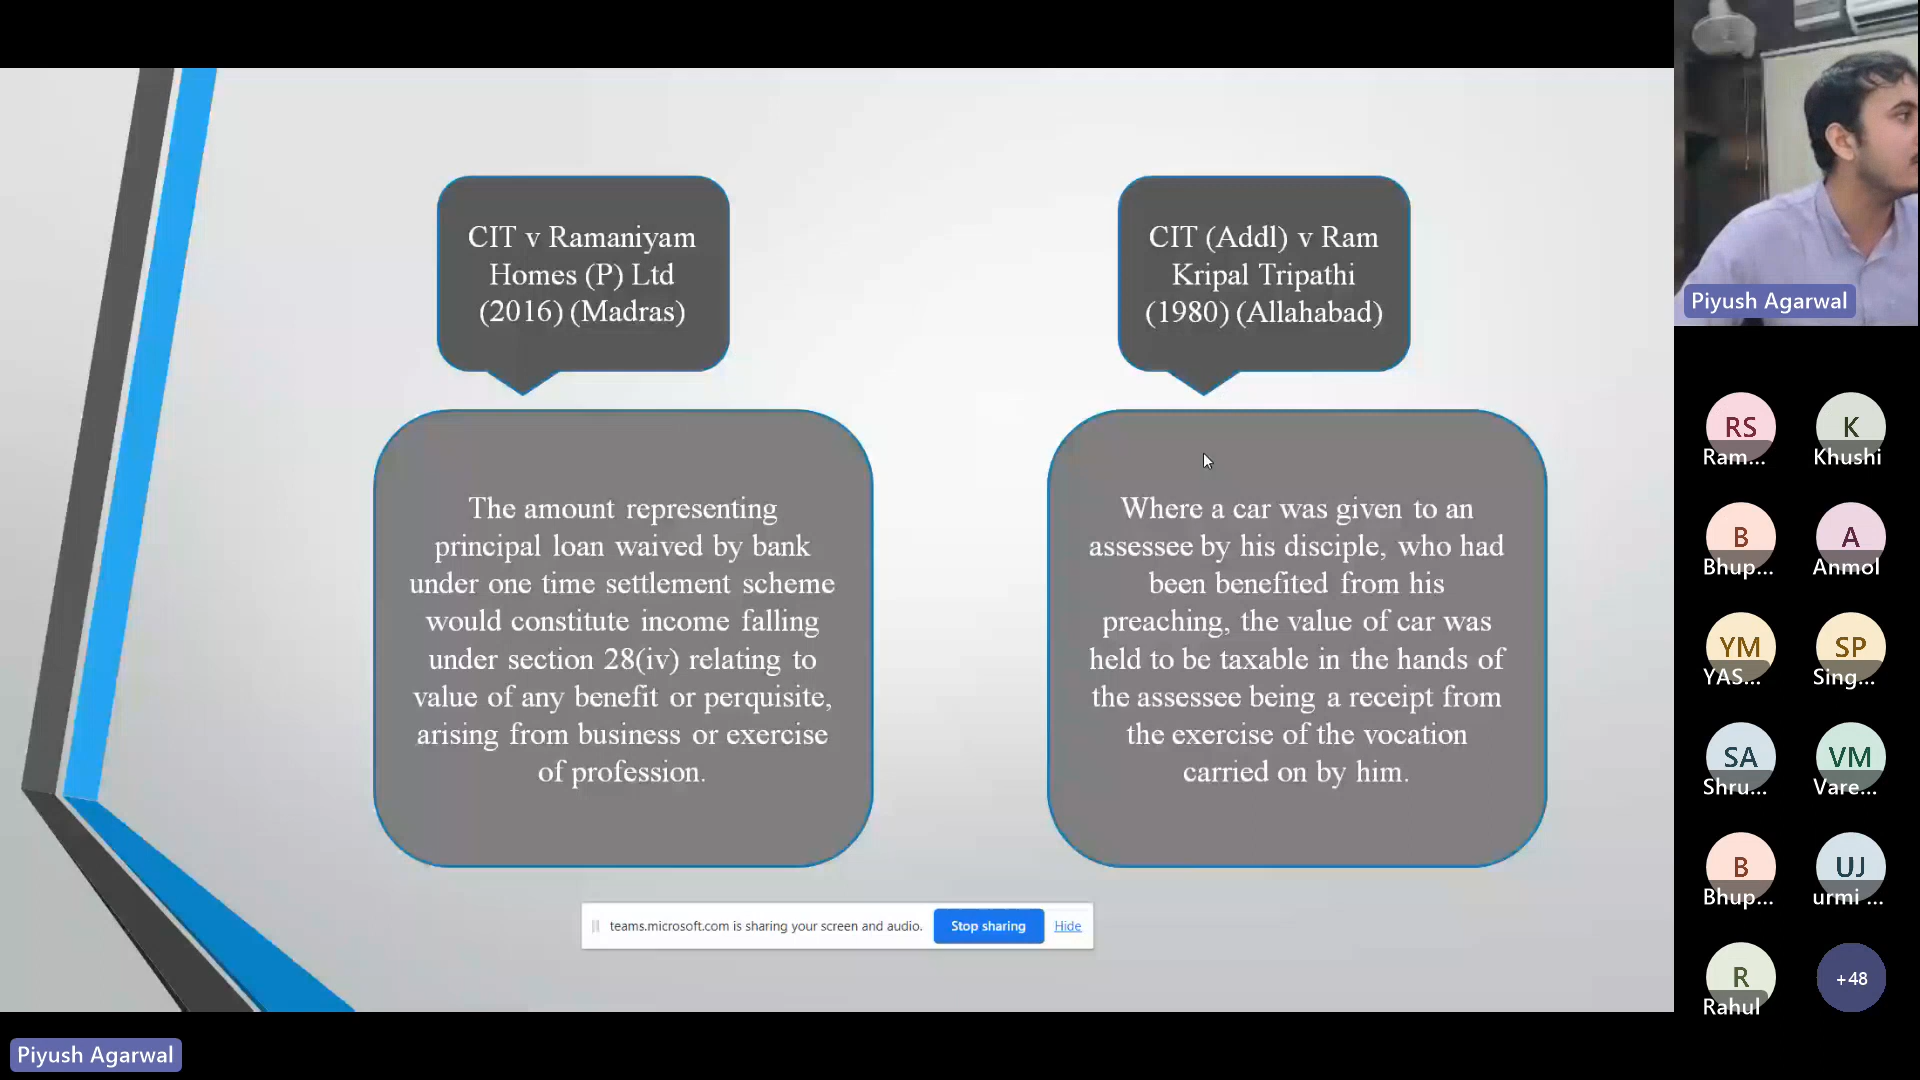 CIT v Ramaniyam
Homes (P) Ltd
(2016) (Madras)
The amount representing
principal loan waived by bank
under one time settlement scheme
would constitute income falling
under section 28(iv) relating to
value of any benefit or perquisite,
arising from business or exercise
of profession.
CIT (Addl) v Ram
Kripal Tripathi
(1980) (Allahabad)
Where a car was given to an
assessee by his disciple, who had
been benefited from his
preaching, the value of car was
held to be taxable in the hands of
the assessee being a receipt from
the exercise of the vocation
carried on by him.
teams.microsoft.com is sharing your screen and audio.
Stop sharing
Hide
Piyush Agarwal
RS
Ram...
K
Khushi
B
Bhup...
A
Anmol
YM
YAS...
SP
Sing...
SA
Shru...
VM
Vare...
B
Bhup...
UJ
urmi ...
R
Rahul
+48
Piyush Agarwal